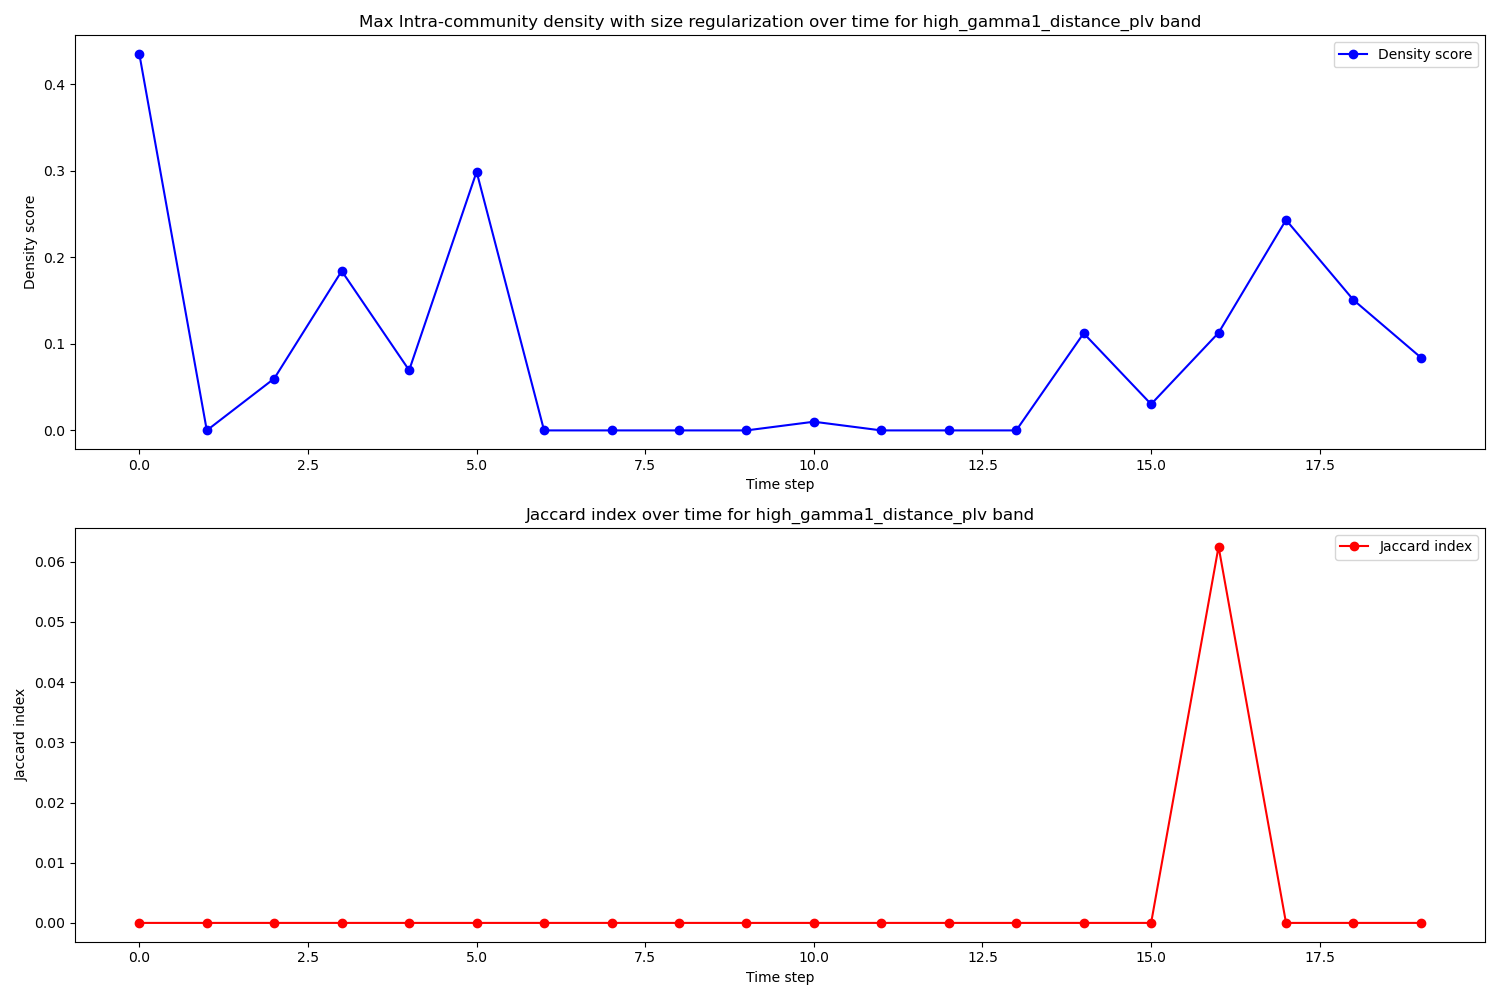 Max Intra-community density with size regularization over time for high_gamma1_distance_plv band
Density score
0.4
0.3
0.2
0.1
0.0
Density score
0.0 2.5 5.0 7.5 10.0 12.5 15.0 17.5
Time step
Jaccard index over time for high_gamma1_distance_plv band
Jaccard index
0.06
0.05
0.04
0.03
0.02
0.01
0.00
Jaccard index
0.0 2.5 5.0 7.5 10.0 12.5 15.0 17.5
Time step